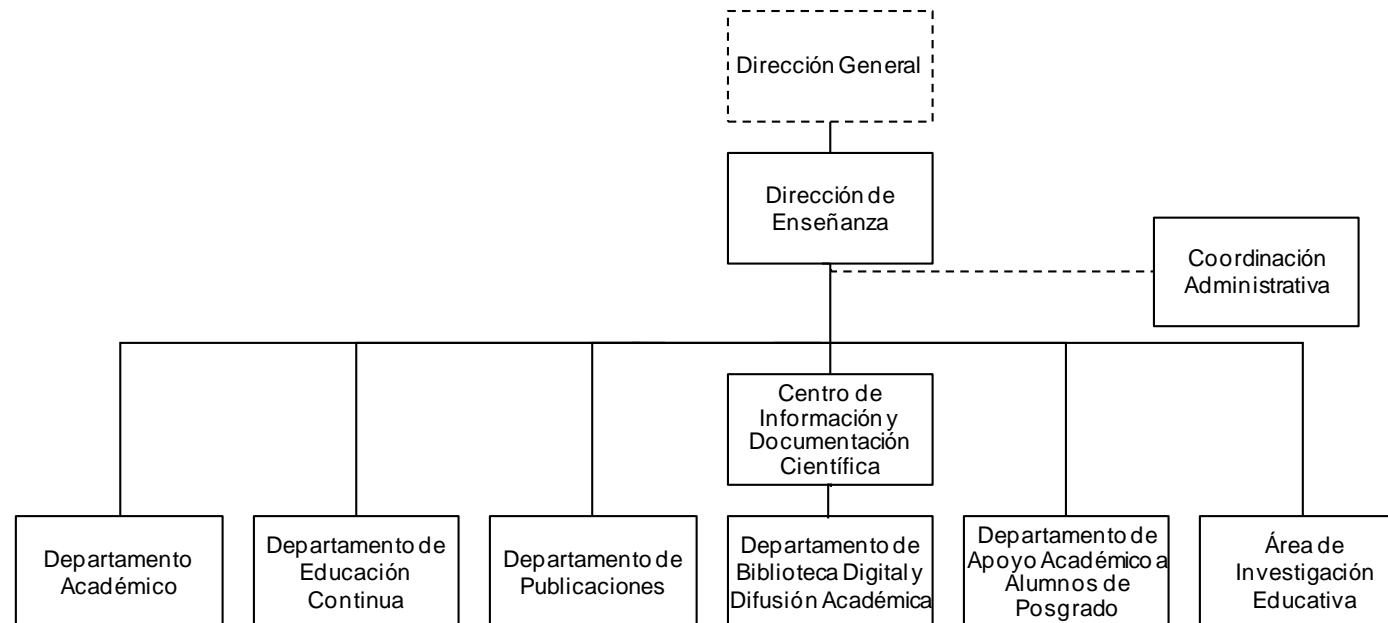 Dirección General
Dirección de
Enseñanza
Coordinación
Administrativa
Centro de
Información y
Documentación
Científica
Departamento
Académico
Departamento de
Educación
Continua
Departamento de
Publicaciones
Departamento de
Biblioteca Digital y
Difusión Académica
Departamento de
Apoyo Académico a
Alumnos de
Posgrado
Área de
Investigación
Educativa